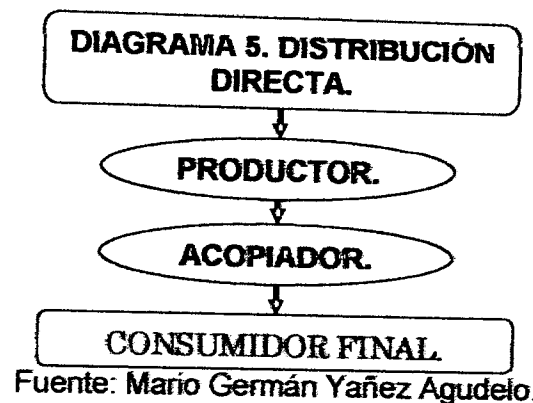 DIAGRAMA 5. DISTRIBUCIÓN
DIRECTA.
PRODUCTOR.
ACOPIADOR.
CONSUMIDOR FINAL.
Fuente: Mario Germán Yañez Agudelo.